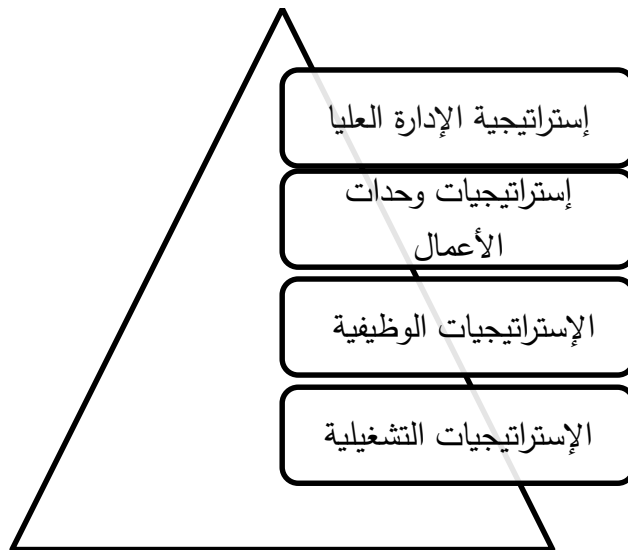 إستراتيجية الإدارة العليا
إستراتيجيات وحدات
الأعمال
الإستراتيجيات الوظيفية
الإستراتيجيات التشغيلية